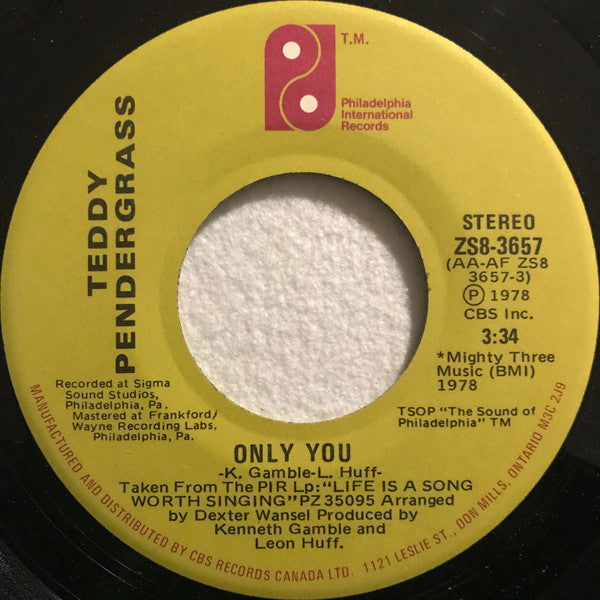 T.M.
Philadelphia
International
Records
TEDDY
PENDERGRASS
STEREO
ZS8-3657
(AA-AF ZS8
3657-3)
Ⓟ 1978
CBS Inc.
3:34
*Mighty Three
Music (BMI)
1978
TSOP "The Sound of
Philadelphia" TM
Recorded at Sigma
Sound Studios,
Philadelphia, Pa.
Mastered at Frankford/
Wayne Recording Labs,
Philadelphia, Pa.
ONLY YOU
-K. Gamble-L. Huff-
Taken From The PIR Lp:"LIFE IS A SONG
WORTH SINGING"PZ 35095 Arranged
by Dexter Wansel Produced by
Kenneth Gamble and
Leon Huff.
MANUFACTURED AND DISTRIBUTED BY CBS RECORDS CANADA LTD. 1121 LESLIE ST., DON MILLS, ONTARIO M3C 2J9